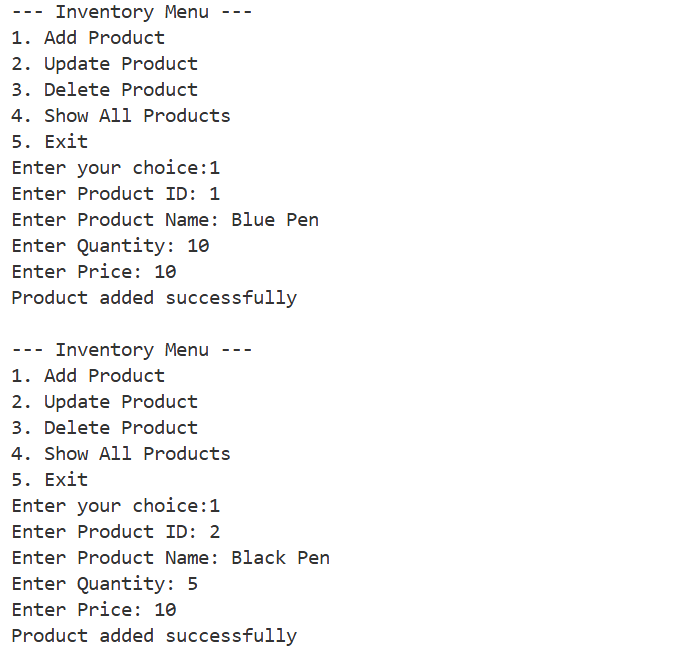 --- Inventory Menu ---
1. Add Product
2. Update Product
3. Delete Product
4. Show All Products
5. Exit
Enter your choice:1
Enter Product ID: 1
Enter Product Name: Blue Pen
Enter Quantity: 10
Enter Price: 10
Product added successfully

--- Inventory Menu ---
1. Add Product
2. Update Product
3. Delete Product
4. Show All Products
5. Exit
Enter your choice:1
Enter Product ID: 2
Enter Product Name: Black Pen
Enter Quantity: 5
Enter Price: 10
Product added successfully